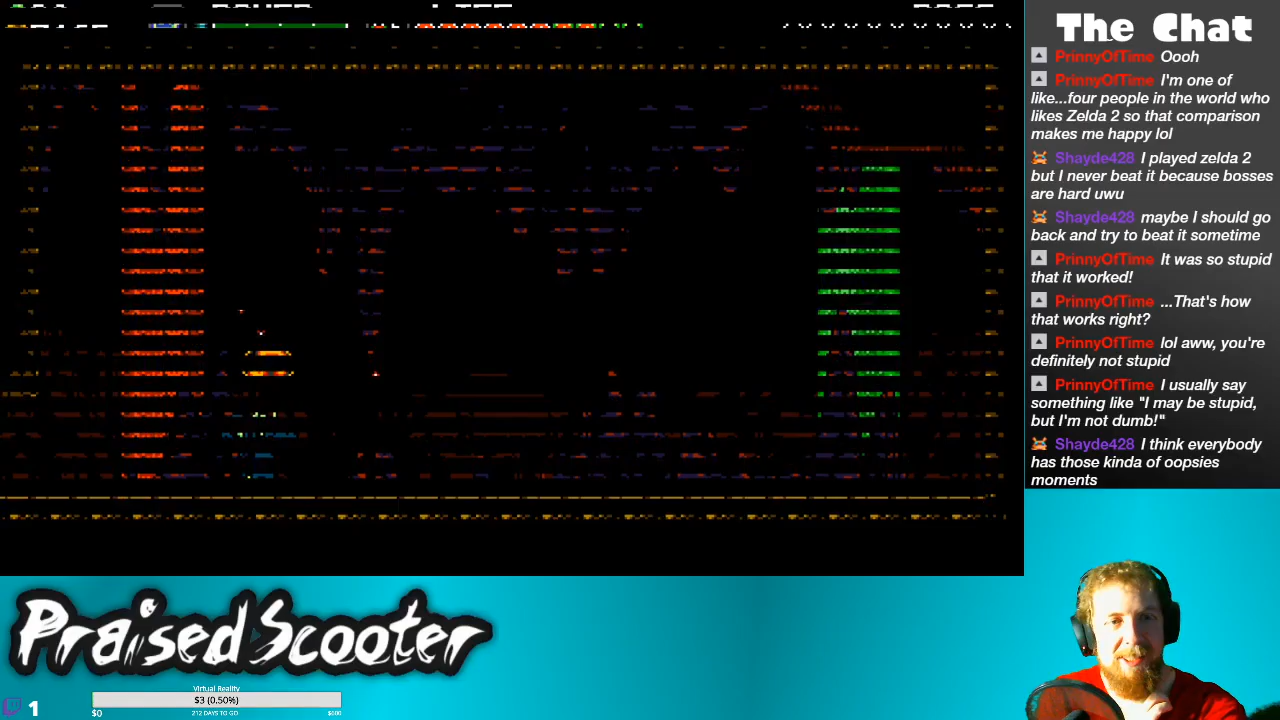 The Chat
PrinnyOfTime Oooh
PrinnyOfTime I'm one of
like...four people in the world who
likes Zelda 2 so that comparison
makes me happy lol
Shayde428 I played zelda 2
but I never beat it because bosses
are hard uwu
Shayde428 maybe I should go
back and try to beat it sometime
PrinnyOfTime It was so stupid
that it worked!
PrinnyOfTime ...That's how
that works right?
PrinnyOfTime lol aww, you're
definitely not stupid
PrinnyOfTime I usually say
something like "I may be stupid,
but I'm not dumb!"
Shayde428 I think everybody
has those kinda of oopsies
moments
PraisedScooter
Virtual Reality
$3 (0.50%)
$0
212 DAYS TO GO
$600
1